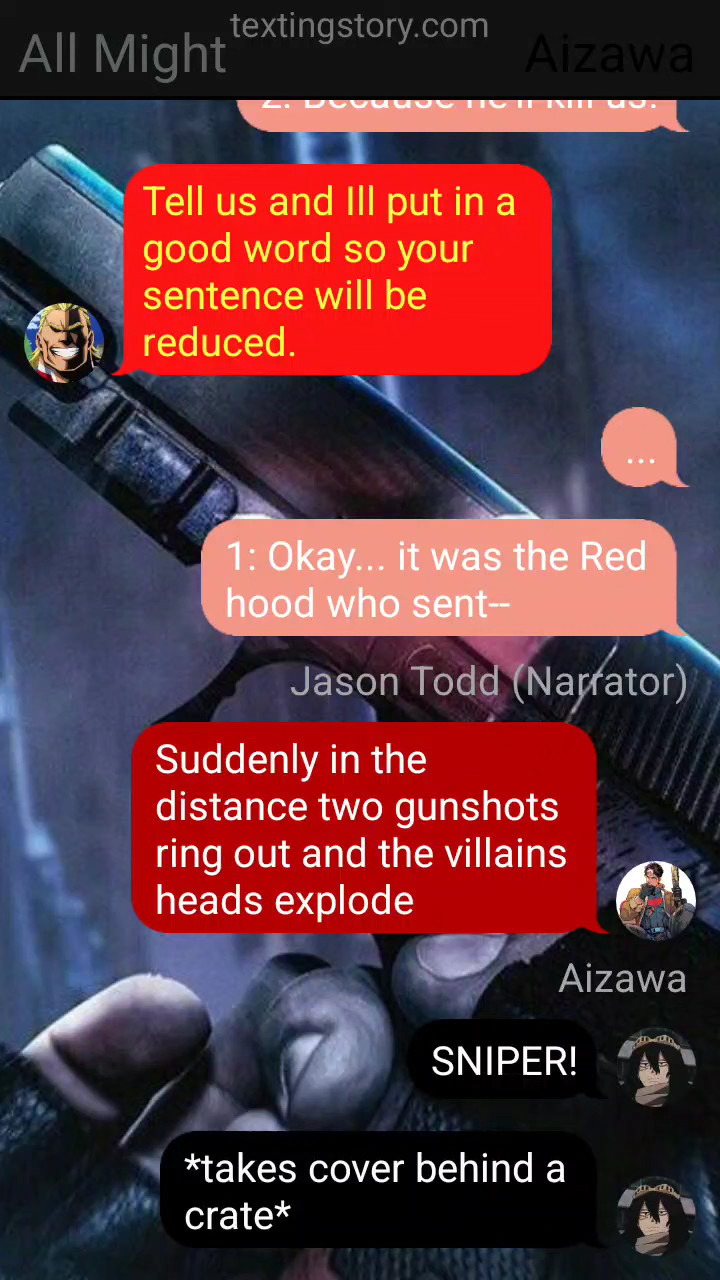 textingstory.com
All Might
Aizawa
2: Because he'll kill us!
Tell us and Ill put in a
good word so your
sentence will be
reduced.
...
1: Okay... it was the Red
hood who sent--
Jason Todd (Narrator)
Suddenly in the
distance two gunshots
ring out and the villains
heads explode
Aizawa
SNIPER!
*takes cover behind a
crate*